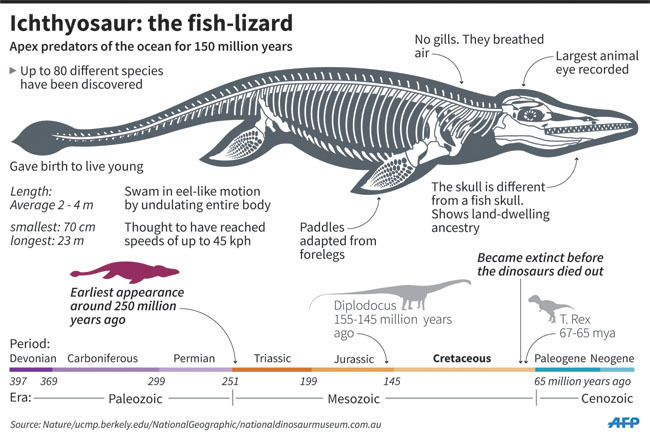 Ichthyosaur: the fish-lizard
Apex predators of the ocean for 150 million years
Up to 80 different species
have been discovered
No gills. They breathed
air
Largest animal
eye recorded
Gave birth to live young
Length:
Average 2 - 4 m
smallest: 70 cm
longest: 23 m
Swam in eel-like motion
by undulating entire body
Thought to have reached
speeds of up to 45 kph
Paddles
adapted from
forelegs
The skull is different
from a fish skull.
Shows land-dwelling
ancestry
Became extinct before
the dinosaurs died out
Earliest appearance
around 250 million
years ago
Diplodocus
155-145 million years
ago
T, Rex
67-65 mya
Period:
Devonian Carboniferous Permian Triassic Jurassic Cretaceous Paleogene Neogene
397 369 299 251 199 145 65 million years ago
Era: Paleozoic Mesozoic Cenozoic
Source: Nature/ucmp.berkely.edu/NationalGeographic/nationaldinosaurmuseum.com.au
AFP